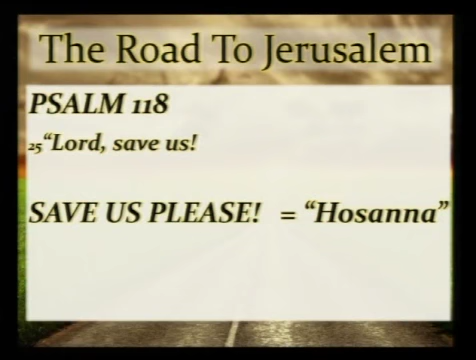 The Road To Jerusalem
PSALM 118
25“Lord, save us!
SAVE US PLEASE! = “Hosanna”